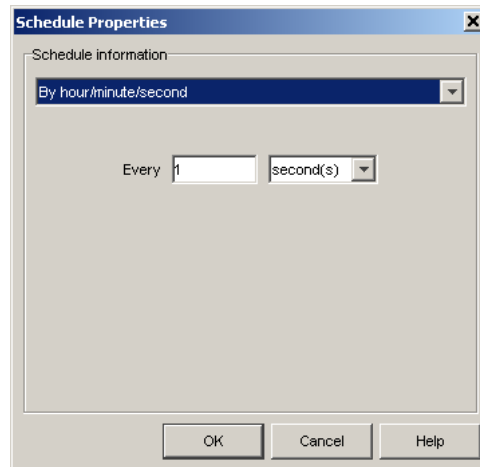 Schedule Properties
Schedule information
By hour/minute/second
Every 1 second(s)
OK Cancel Help